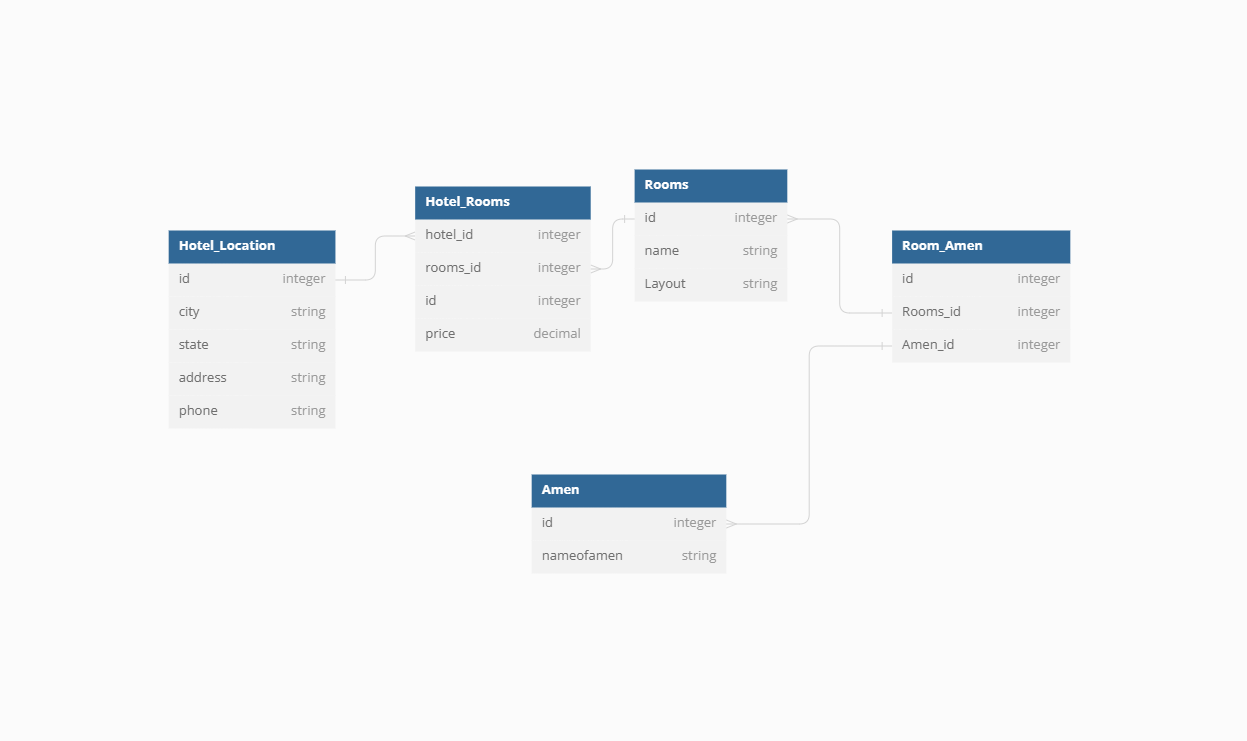 Hotel_Location
id integer
city string
state string
address string
phone string
Hotel_Rooms
hotel_id integer
rooms_id integer
id integer
price decimal
Rooms
id integer
name string
Layout string
Room_Amen
id integer
Rooms_id integer
Amen_id integer
Amen
id integer
nameofamen string